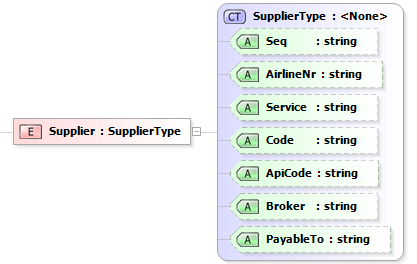 CT SupplierType : <None>
A Seq : string
A AirlineNr : string
A Service : string
E Supplier : SupplierType
A Code : string
A ApiCode : string
A Broker : string
A PayableTo : string